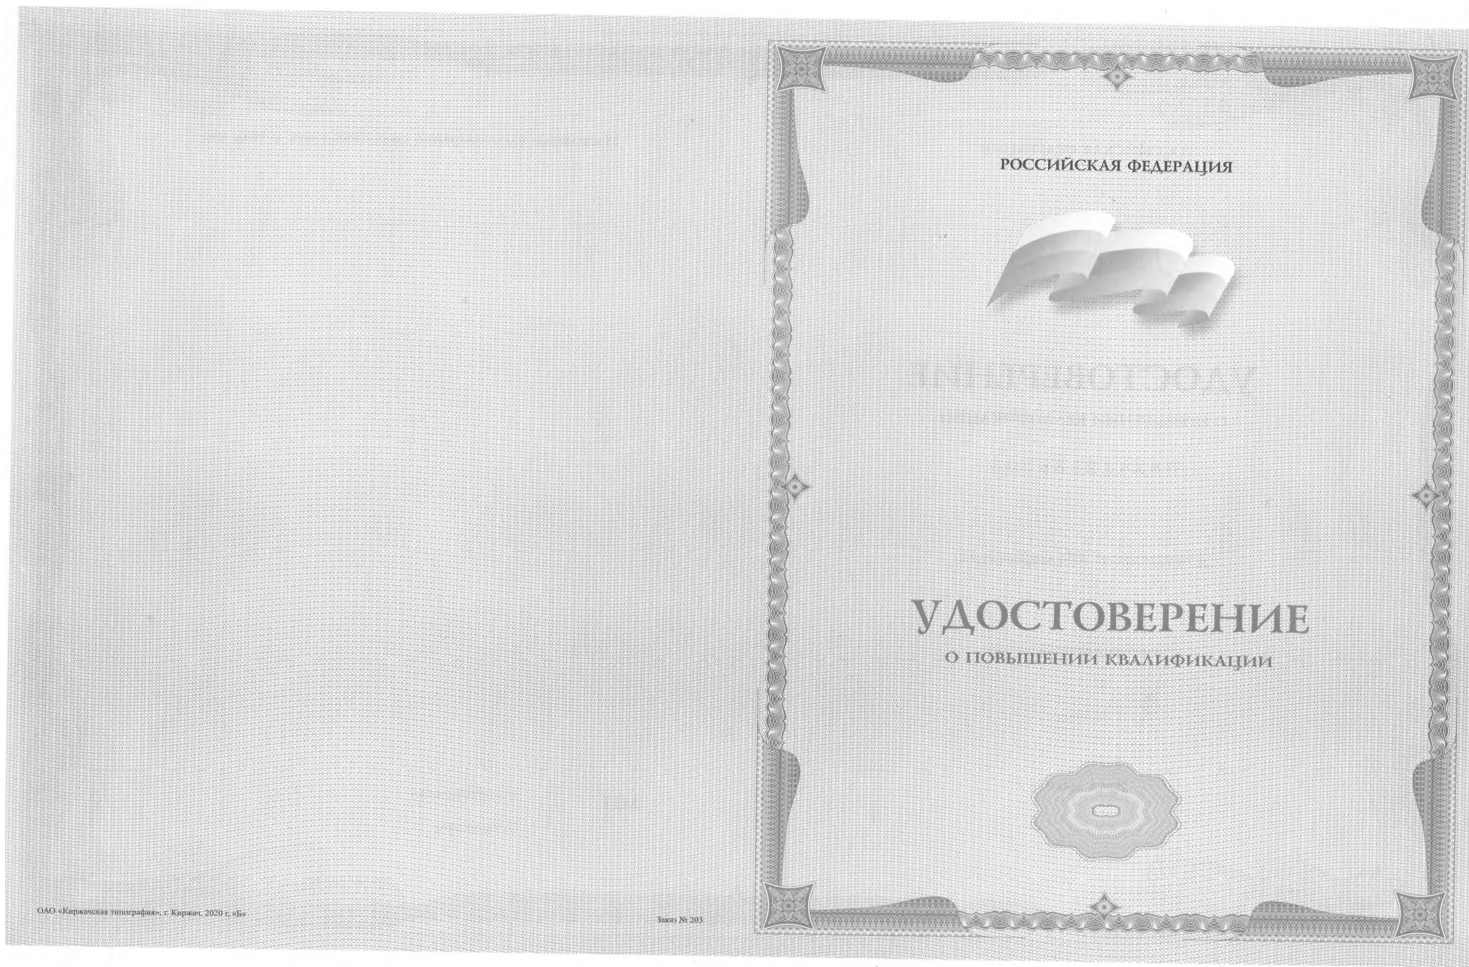 РОССИЙСКАЯ ФЕДЕРАЦИЯ
УДОСТОВЕРЕНИЕ
О ПОВЫШЕНИИ КВАЛИФИКАЦИИ
ОАО «Киржачская типография», г. Киржач, 2020 г, «Б»
Заказ № 203